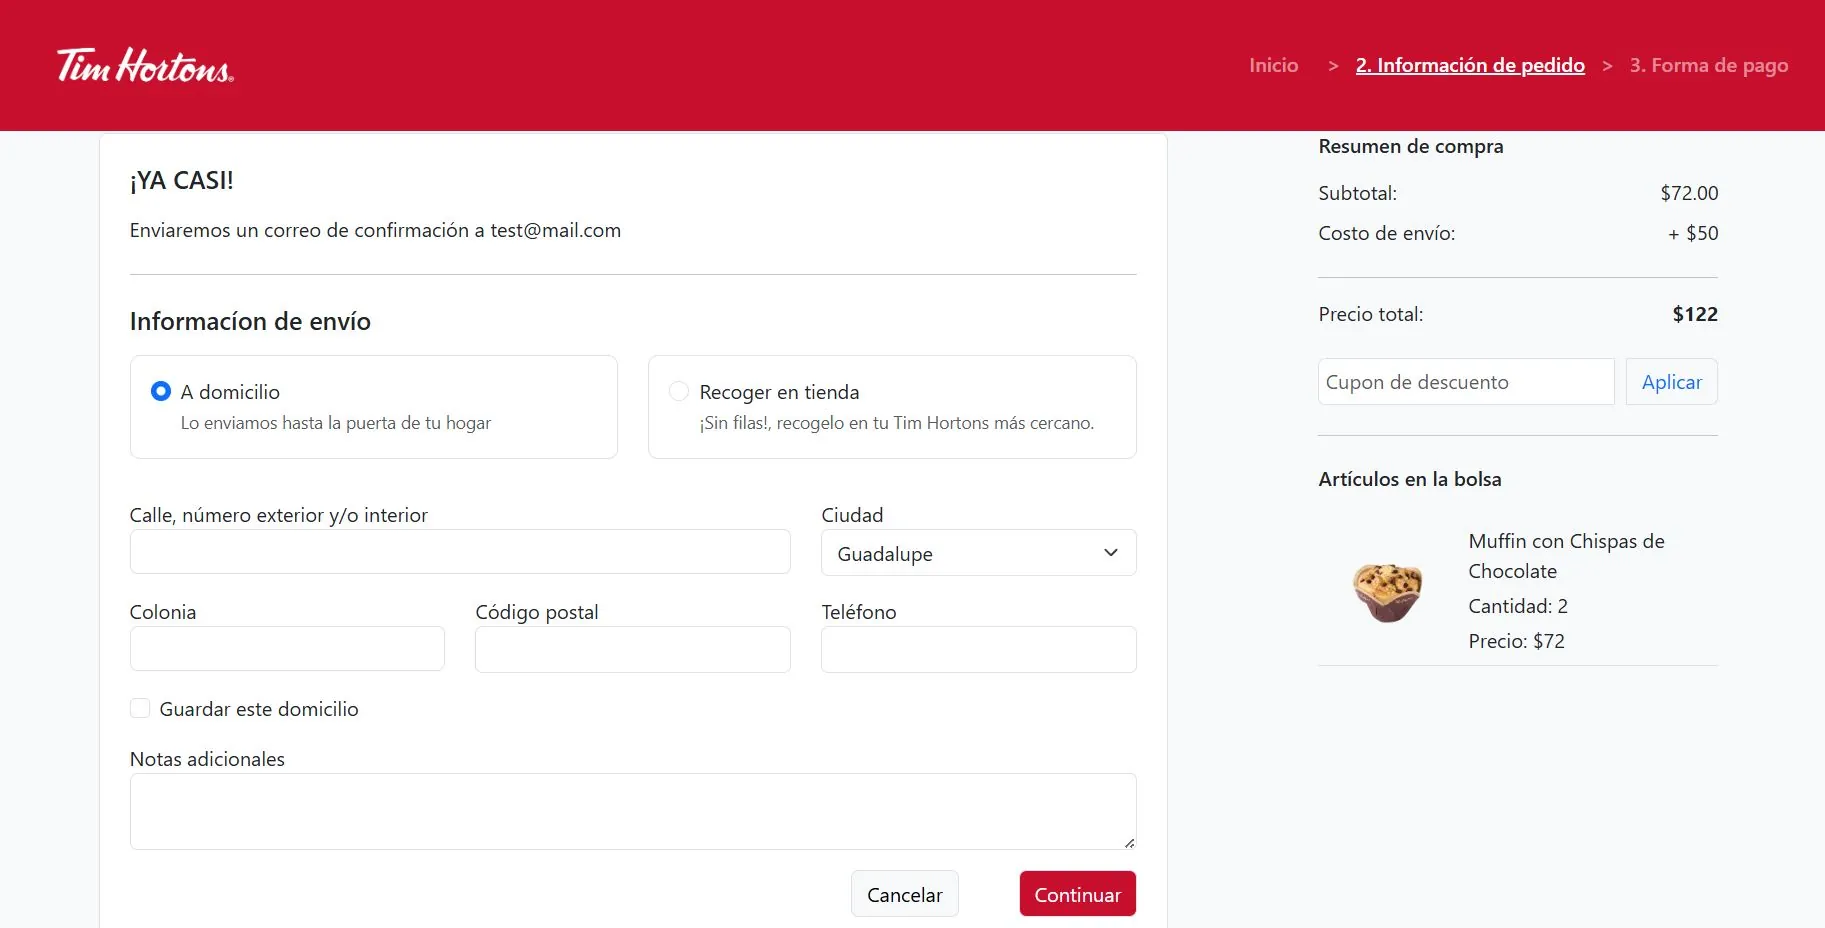 Tim Hortons®
Inicio > 2. Información de pedido > 3. Forma de pago
¡YA CASI!
Enviaremos un correo de confirmación a test@mail.com
Informacíon de envío
A domicilio
Lo enviamos hasta la puerta de tu hogar
Recoger en tienda
¡Sin filas!, recogelo en tu Tim Hortons más cercano.
Calle, número exterior y/o interior
Ciudad
Guadalupe
Colonia
Código postal
Teléfono
Guardar este domicilio
Notas adicionales
Cancelar
Continuar
Resumen de compra
Subtotal: $72.00
Costo de envío: + $50
Precio total: $122
Cupon de descuento
Aplicar
Artículos en la bolsa
Muffin con Chispas de
Chocolate
Cantidad: 2
Precio: $72